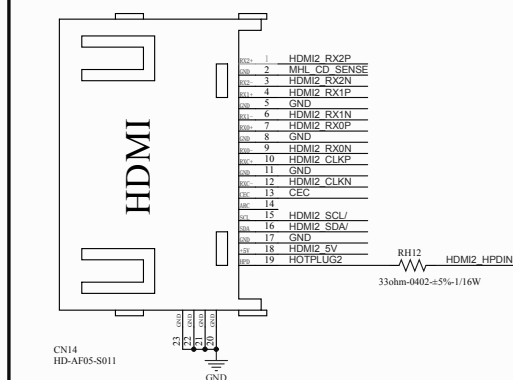 HDMI
RX2+ 1 HDMI2_RX2P
GND 2 MHL_CD_SENSE
RX2- 3 HDMI2_RX2N
RX1+ 4 HDMI2_RX1P
GND 5 GND
RX1- 6 HDMI2_RX1N
RX0+ 7 HDMI2_RX0P
GND 8 GND
RX0- 9 HDMI2_RX0N
RXC+ 10 HDMI2_CLKP
GND 11 GND
RXC- 12 HDMI2_CLKN
CEC 13 CEC
ARC 14
SCL 15 HDMI2_SCL/
SDA 16 HDMI2_SDA/
GND 17 GND
+5V 18 HDMI2_5V
HPD 19 HOTPLUG2
RH12
HDMI2_HPDIN
33ohm-0402-±5%-1/16W
23 GND
22 GND
21 GND
20 GND
GND
CN14
HD-AF05-S011